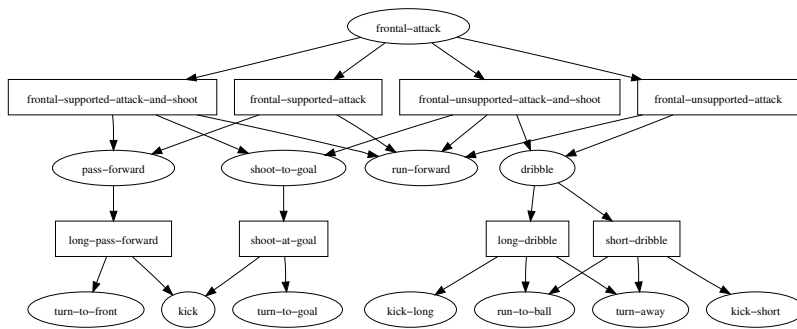 frontal−attack
frontal−supported−attack−and−shoot
frontal−supported−attack
frontal−unsupported−attack−and−shoot
frontal−unsupported−attack
pass−forward
shoot−to−goal
run−forward
dribble
long−pass−forward
shoot−at−goal
long−dribble
short−dribble
turn−to−front
kick
turn−to−goal
kick−long
run−to−ball
turn−away
kick−short